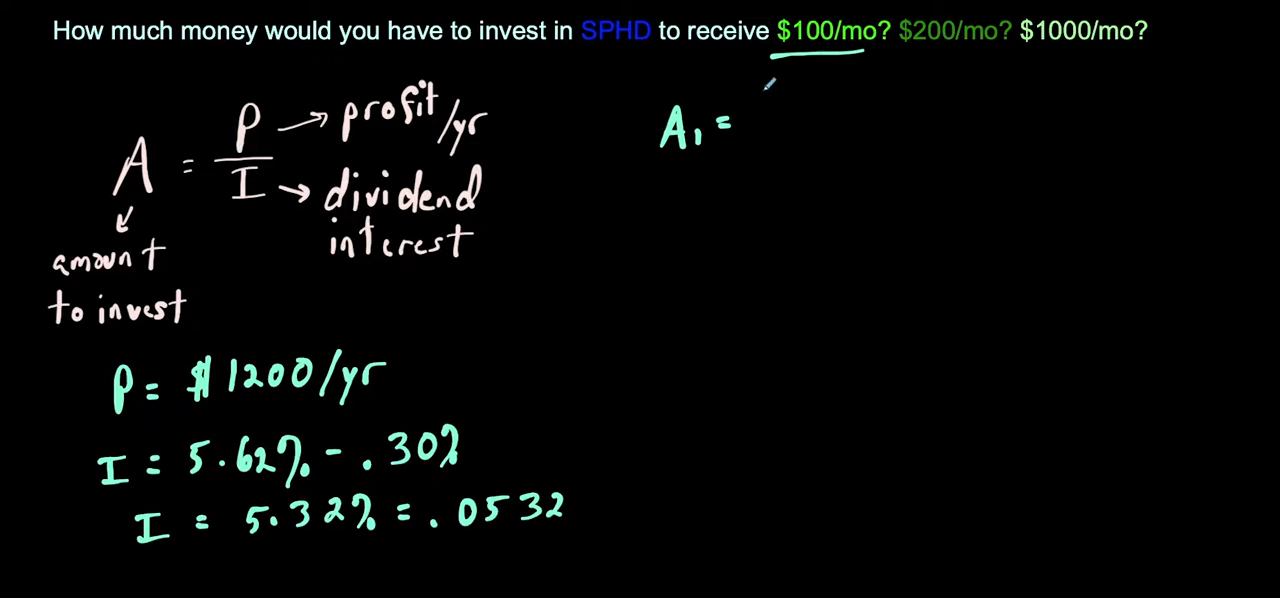 How much money would you have to invest in SPHD to receive $100/mo? $200/mo? $1000/mo?
A = P/I
P → profit/yr
I → dividend interest
amount
to invest
P = $1200/yr
I = 5.62% - .30%
I = 5.32% = .0532
A₁ =